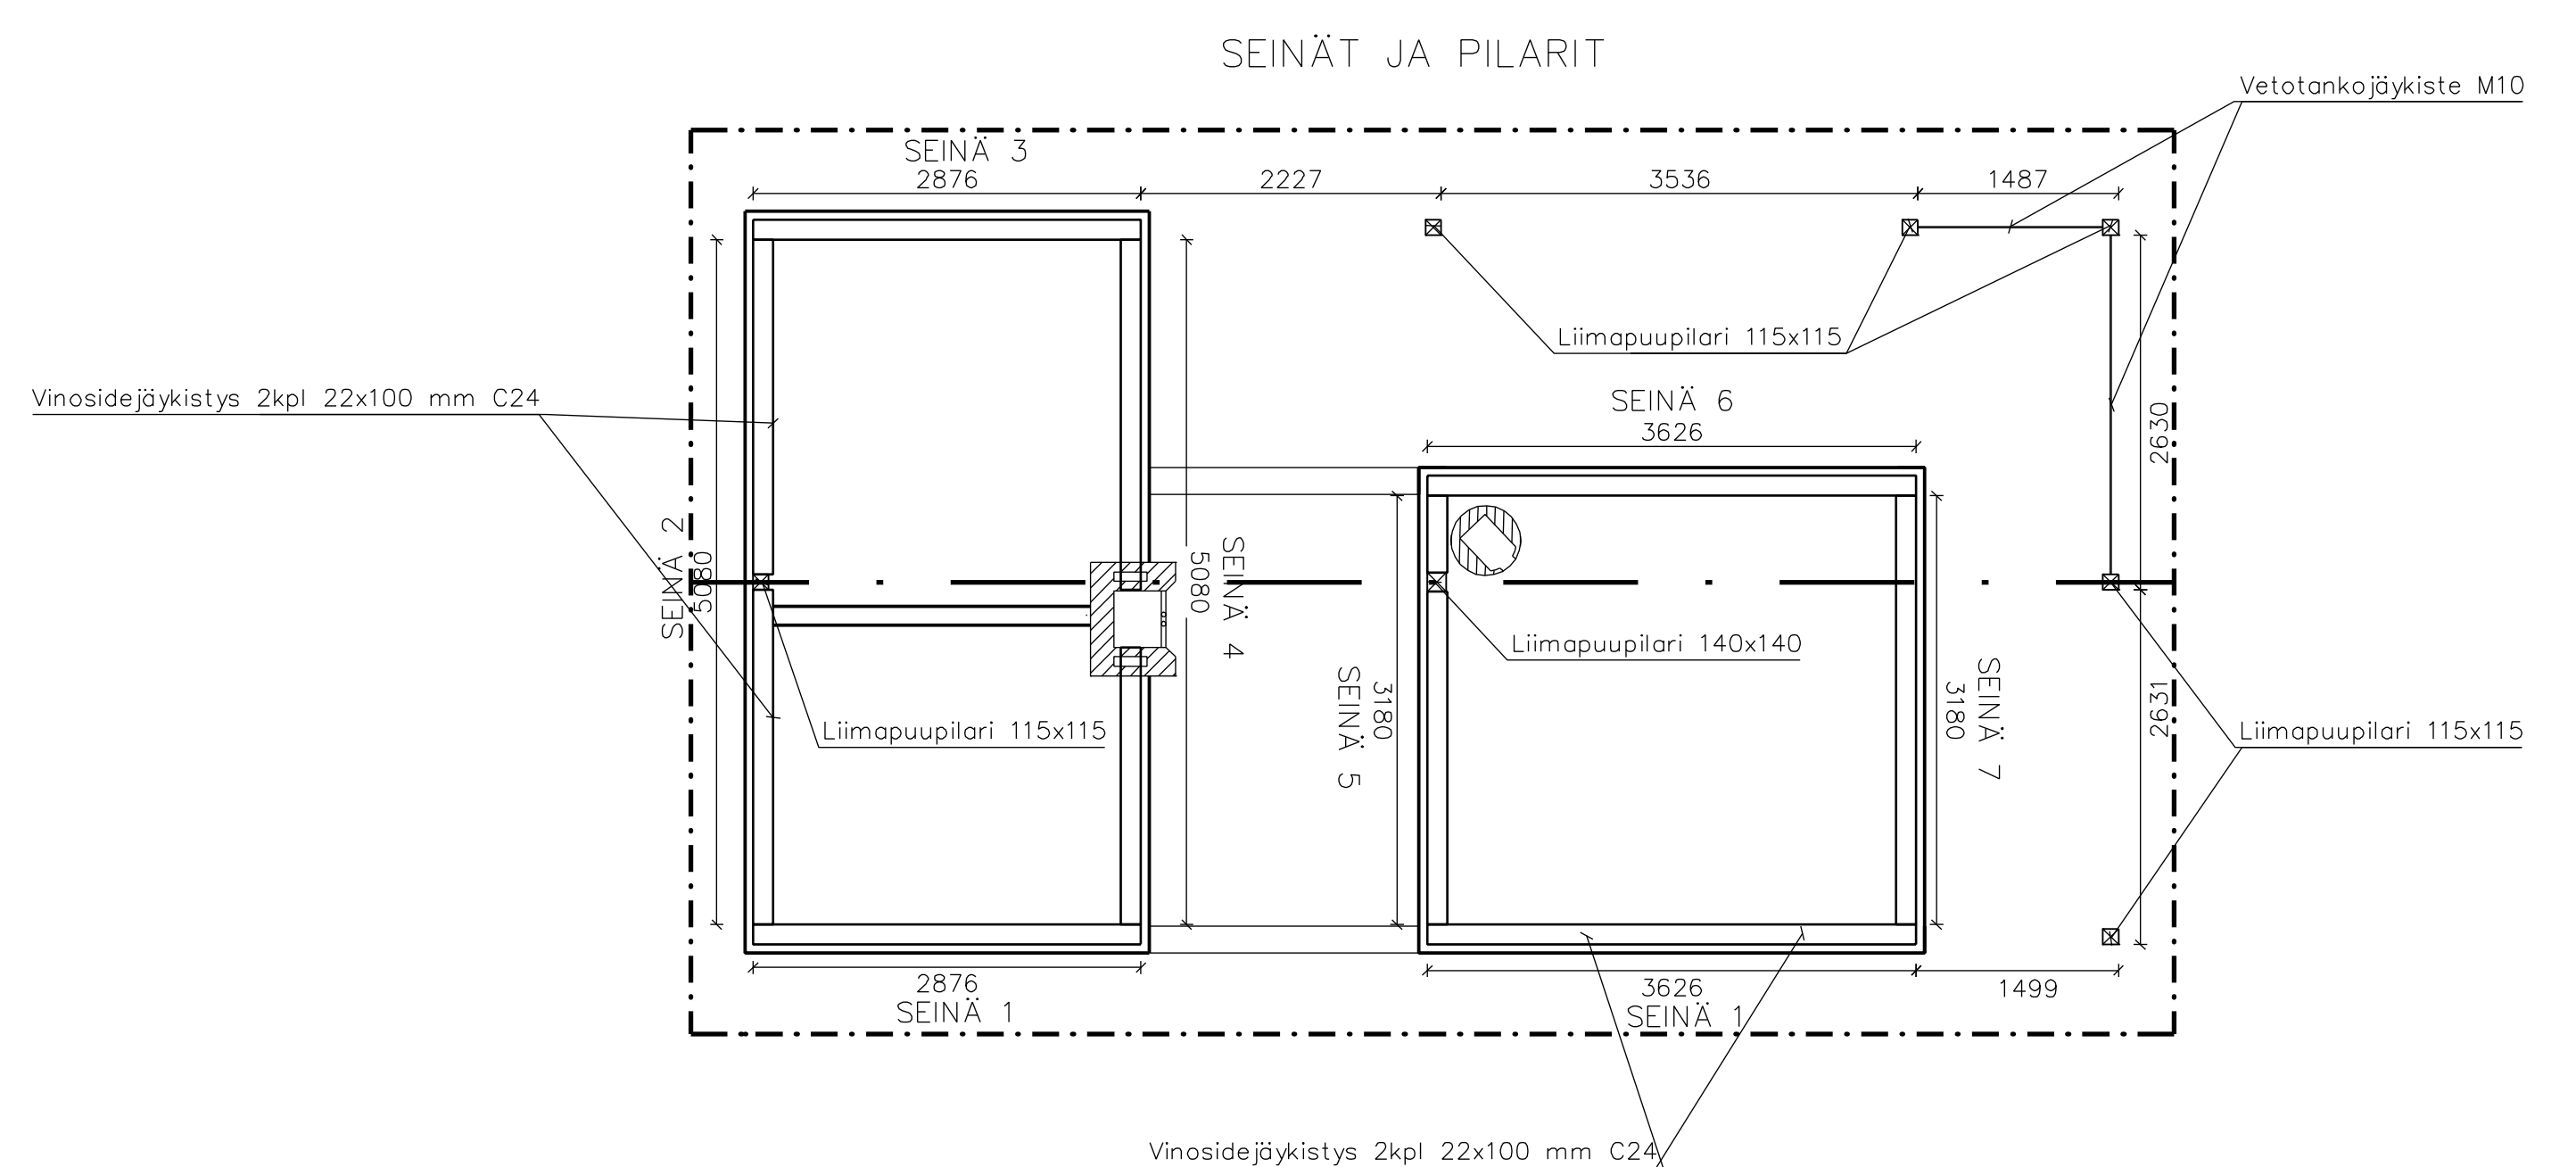 SEINÄT JA PILARIT
Vetotankojäykiste M10
SEINÄ 3
2876
2227
3536
1487
Liimapuupilari 115x115
Vinosidejäykistys 2kpl 22x100 mm C24
SEINÄ 6
3626
2630
SEINÄ 2
5080
5080
SEINÄ 4
Liimapuupilari 140x140
SEINÄ 5
3180
3180
SEINÄ 7
2631
Liimapuupilari 115x115
Liimapuupilari 115x115
2876
SEINÄ 1
3626
SEINÄ 1
1499
Vinosidejäykistys 2kpl 22x100 mm C24